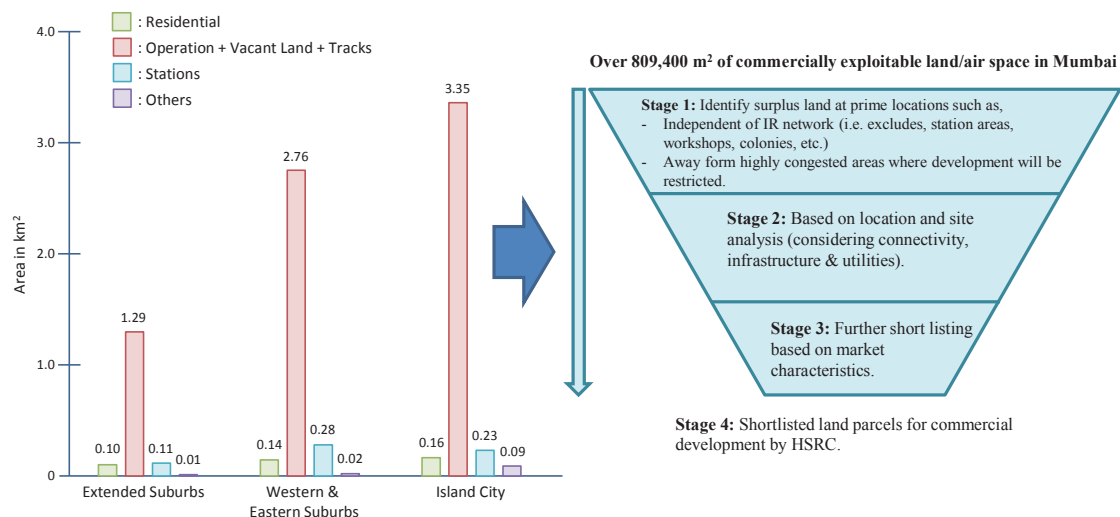 4.0
3.0
2.0
1.0
0
Area in km²
: Residential
: Operation + Vacant Land + Tracks
: Stations
: Others
0.10
1.29
0.11
0.01
0.14
2.76
0.28
0.02
0.16
3.35
0.23
0.09
Extended Suburbs
Western &
Eastern Suburbs
Island City
Over 809,400 m² of commercially exploitable land/air space in Mumbai
Stage 1: Identify surplus land at prime locations such as,
- Independent of IR network (i.e. excludes, station areas,
workshops, colonies, etc.)
- Away form highly congested areas where development will be
restricted.
Stage 2: Based on location and site
analysis (considering connectivity,
infrastructure & utilities).
Stage 3: Further short listing
based on market
characteristics.
Stage 4: Shortlisted land parcels for commercial
development by HSRC.